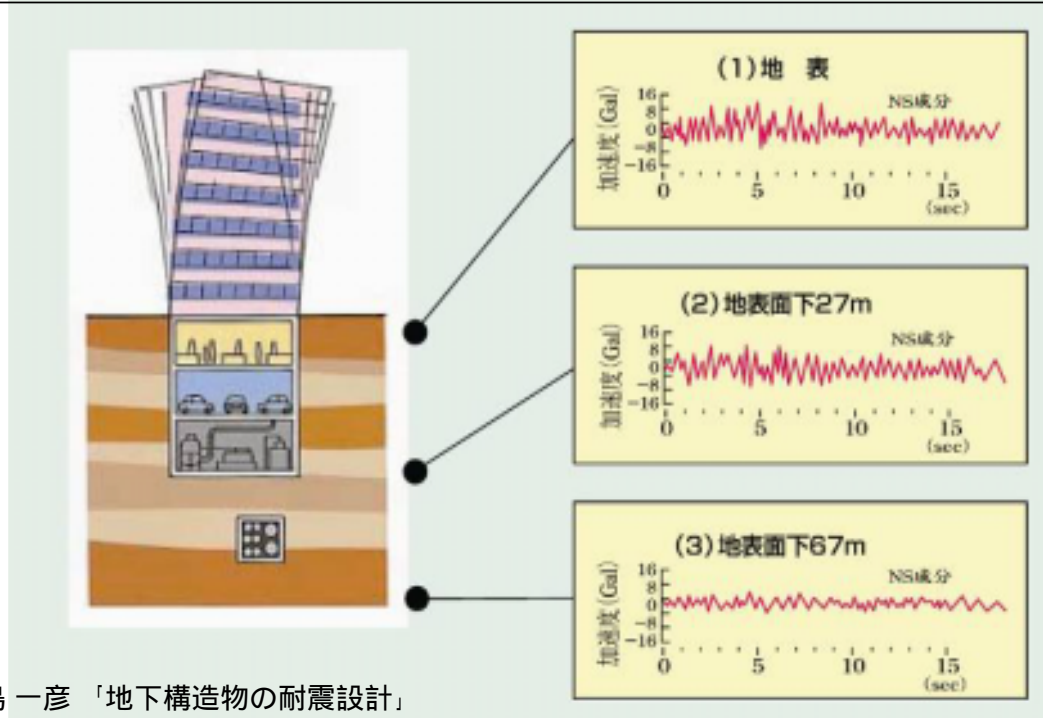 (1)地 表
NS成分
加速度(Gal)
16
8
0
-8
-16
0
5
10
15
(sec)
(2)地表面下27m
NS成分
加速度(Gal)
16
8
0
-8
-16
0
5
10
15
(sec)
(3)地表面下67m
NS成分
加速度(Gal)
16
8
0
-8
-16
0
5
10
15
(sec)
一彦 「地下構造物の耐震設計」